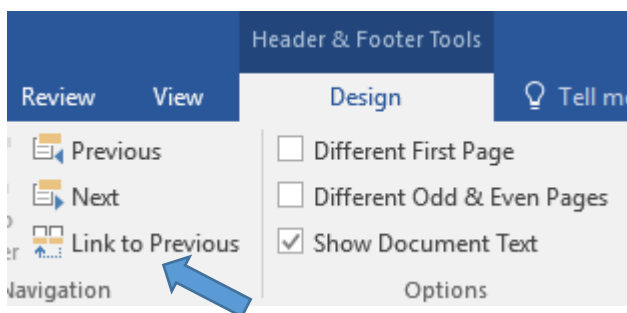 Header & Footer Tools
Review View Design Tell m
Previous Different First Page
Next Different Odd & Even Pages
Link to Previous Show Document Text
Navigation Options